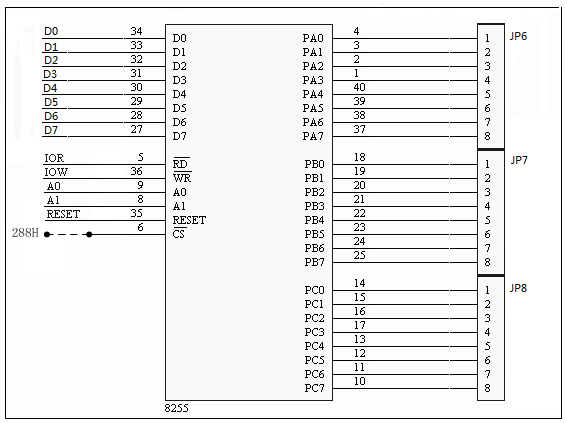 D0 34 D0 PA0 4 1 JP6
D1 33 D1 PA1 3 2
D2 32 D2 PA2 2 3
D3 31 D3 PA3 1 4
D4 30 D4 PA4 40 5
D5 29 D5 PA5 39 6
D6 28 D6 PA6 38 7
D7 27 D7 PA7 37 8
IOR 5 RD PB0 18 1 JP7
IOW 36 WR PB1 19 2
A0 9 A0 PB2 20 3
A1 8 A1 PB3 21 4
RESET 35 RESET PB4 22 5
288H 6 CS PB5 23 6
PB6 24 7
PB7 25 8
PC0 14 1 JP8
PC1 15 2
PC2 16 3
PC3 17 4
PC4 13 5
PC5 12 6
PC6 11 7
PC7 10 8
8255